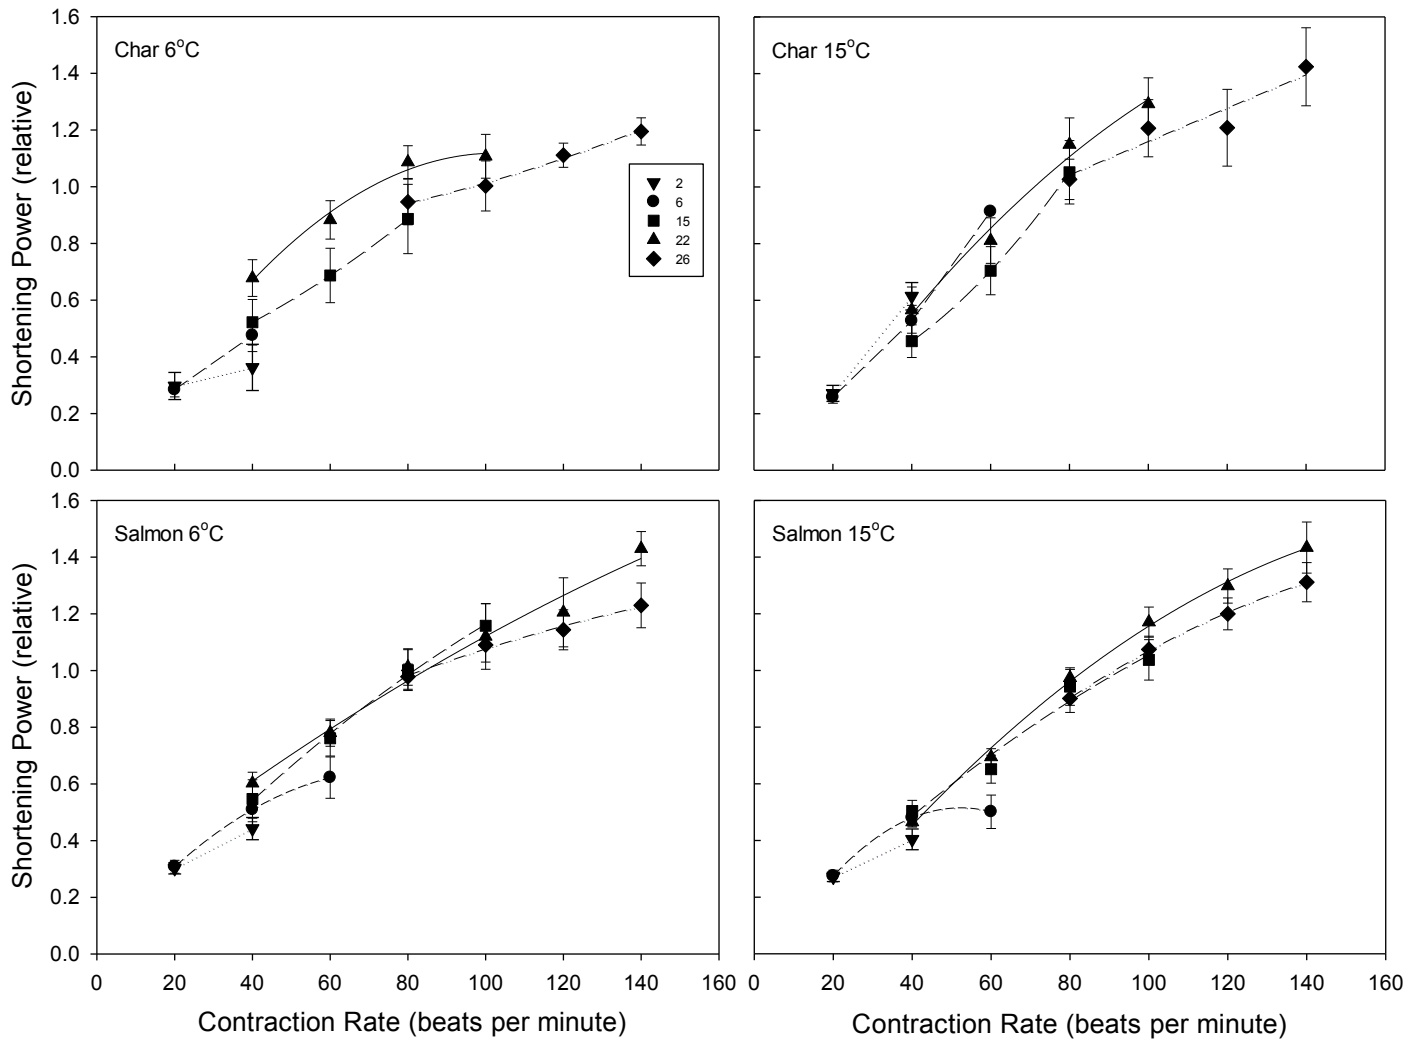 Char 6°C
Char 15°C
Shortening Power (relative)
1.6
1.4
1.2
1.0
0.8
0.6
0.4
0.2
0.0
2
6
15
22
26
Salmon 6°C
Salmon 15°C
Shortening Power (relative)
1.6
1.4
1.2
1.0
0.8
0.6
0.4
0.2
0.0
0 20 40 60 80 100 120 140 160
0 20 40 60 80 100 120 140 160
Contraction Rate (beats per minute)
Contraction Rate (beats per minute)